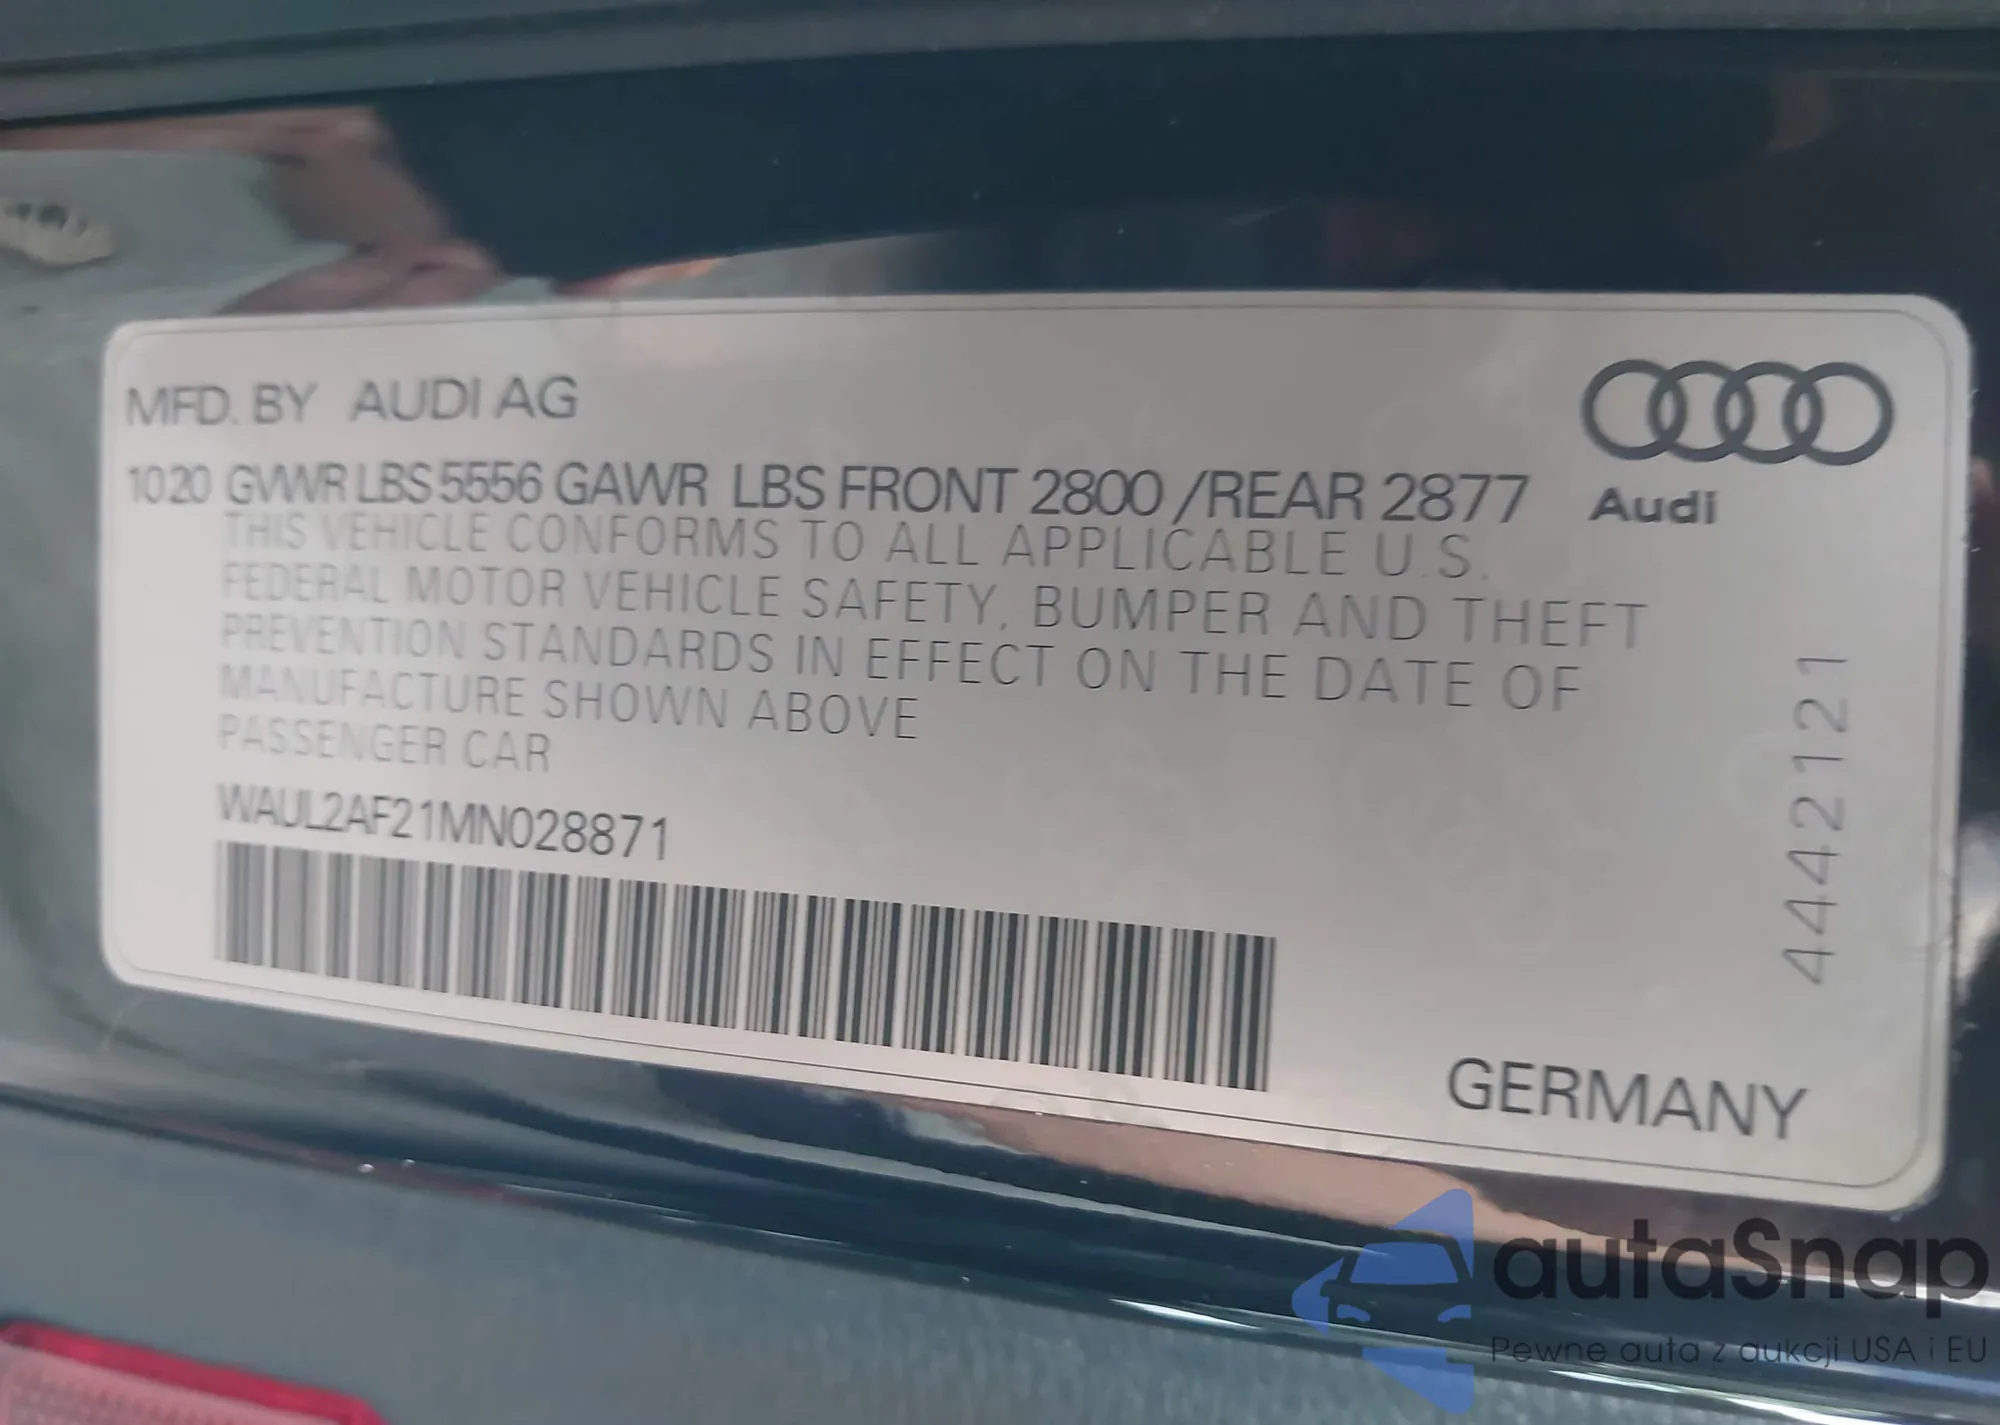 MFD. BY AUDI AG
1020 GVWR LBS 5556 GAWR LBS FRONT 2800 /REAR 2877
Audi
THIS VEHICLE CONFORMS TO ALL APPLICABLE U.S.
FEDERAL MOTOR VEHICLE SAFETY, BUMPER AND THEFT
PREVENTION STANDARDS IN EFFECT ON THE DATE OF
MANUFACTURE SHOWN ABOVE
PASSENGER CAR
WAUL2AF21MN028871
4442121
GERMANY
autaSnap
Pewne auta z aukcji USA i EU